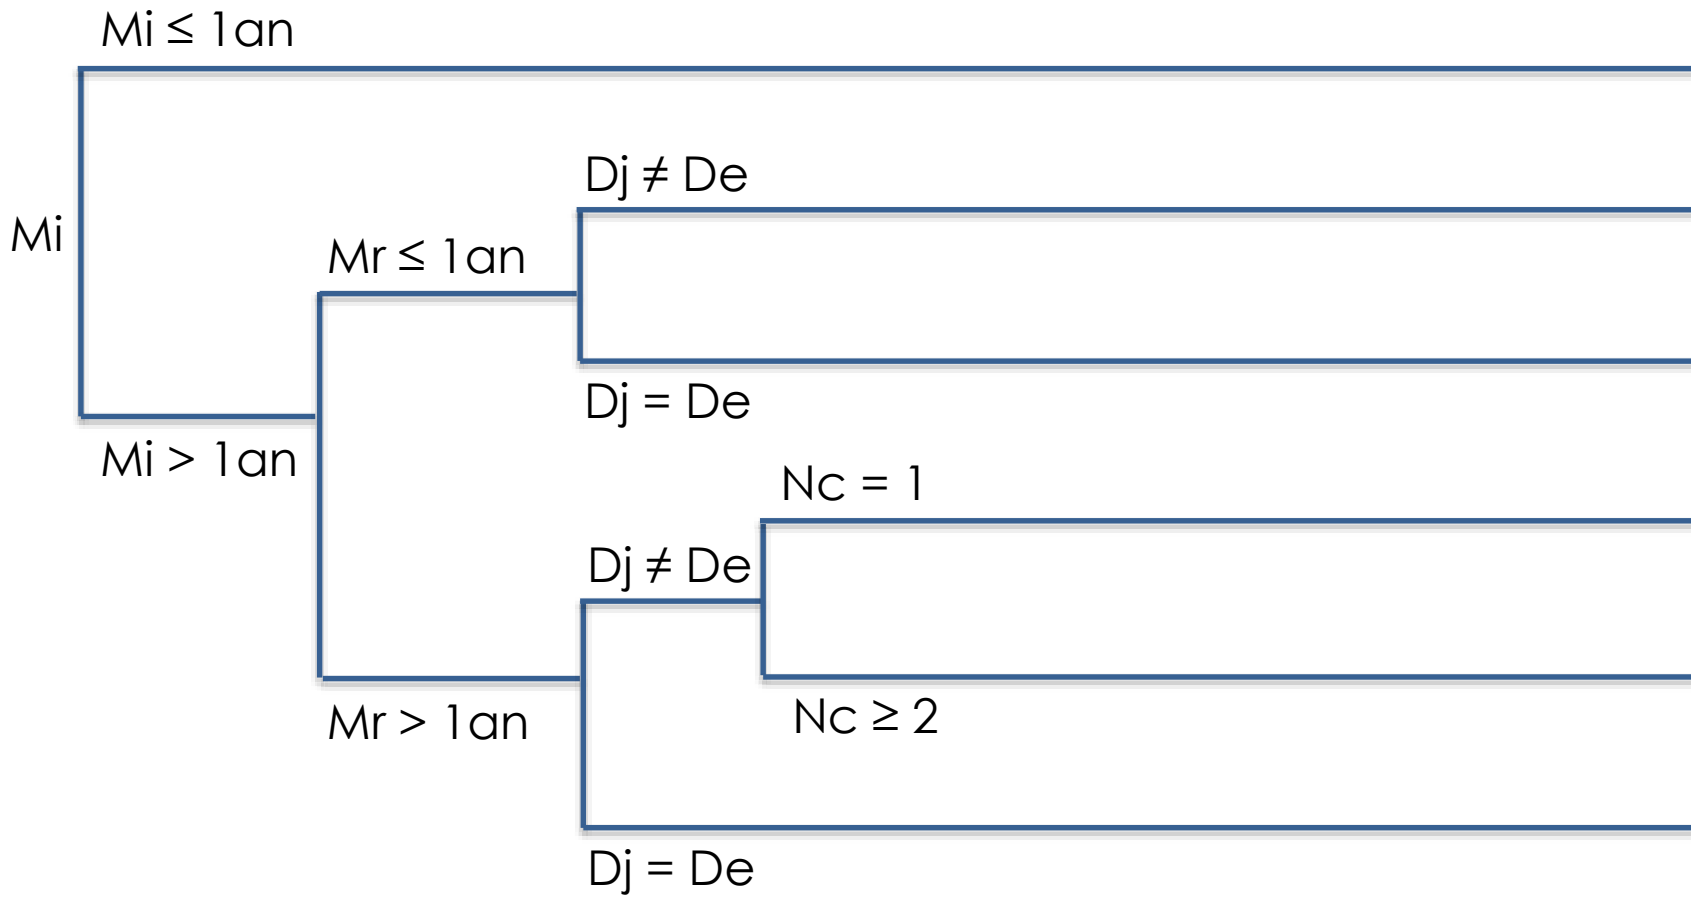 Mi ≤ 1an
Dj ≠ De
Mi
Mr ≤ 1an
Dj = De
Mi > 1an
Nc = 1
Dj ≠ De
Mr > 1an
Nc ≥ 2
Dj = De